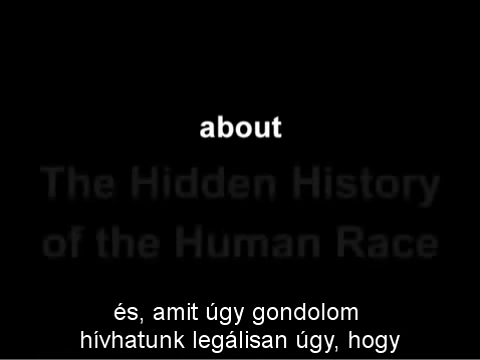 about
The Hidden History
of the Human Race
és, amit úgy gondolom
hívhatunk legálisan úgy, hogy